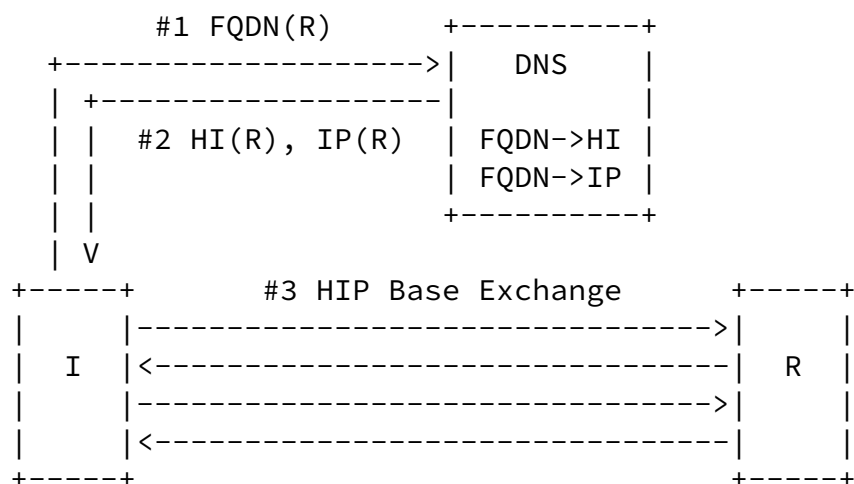 #1 FQDN(R)
DNS
#2 HI(R), IP(R)
FQDN->HI
FQDN->IP
#3 HIP Base Exchange
I
R